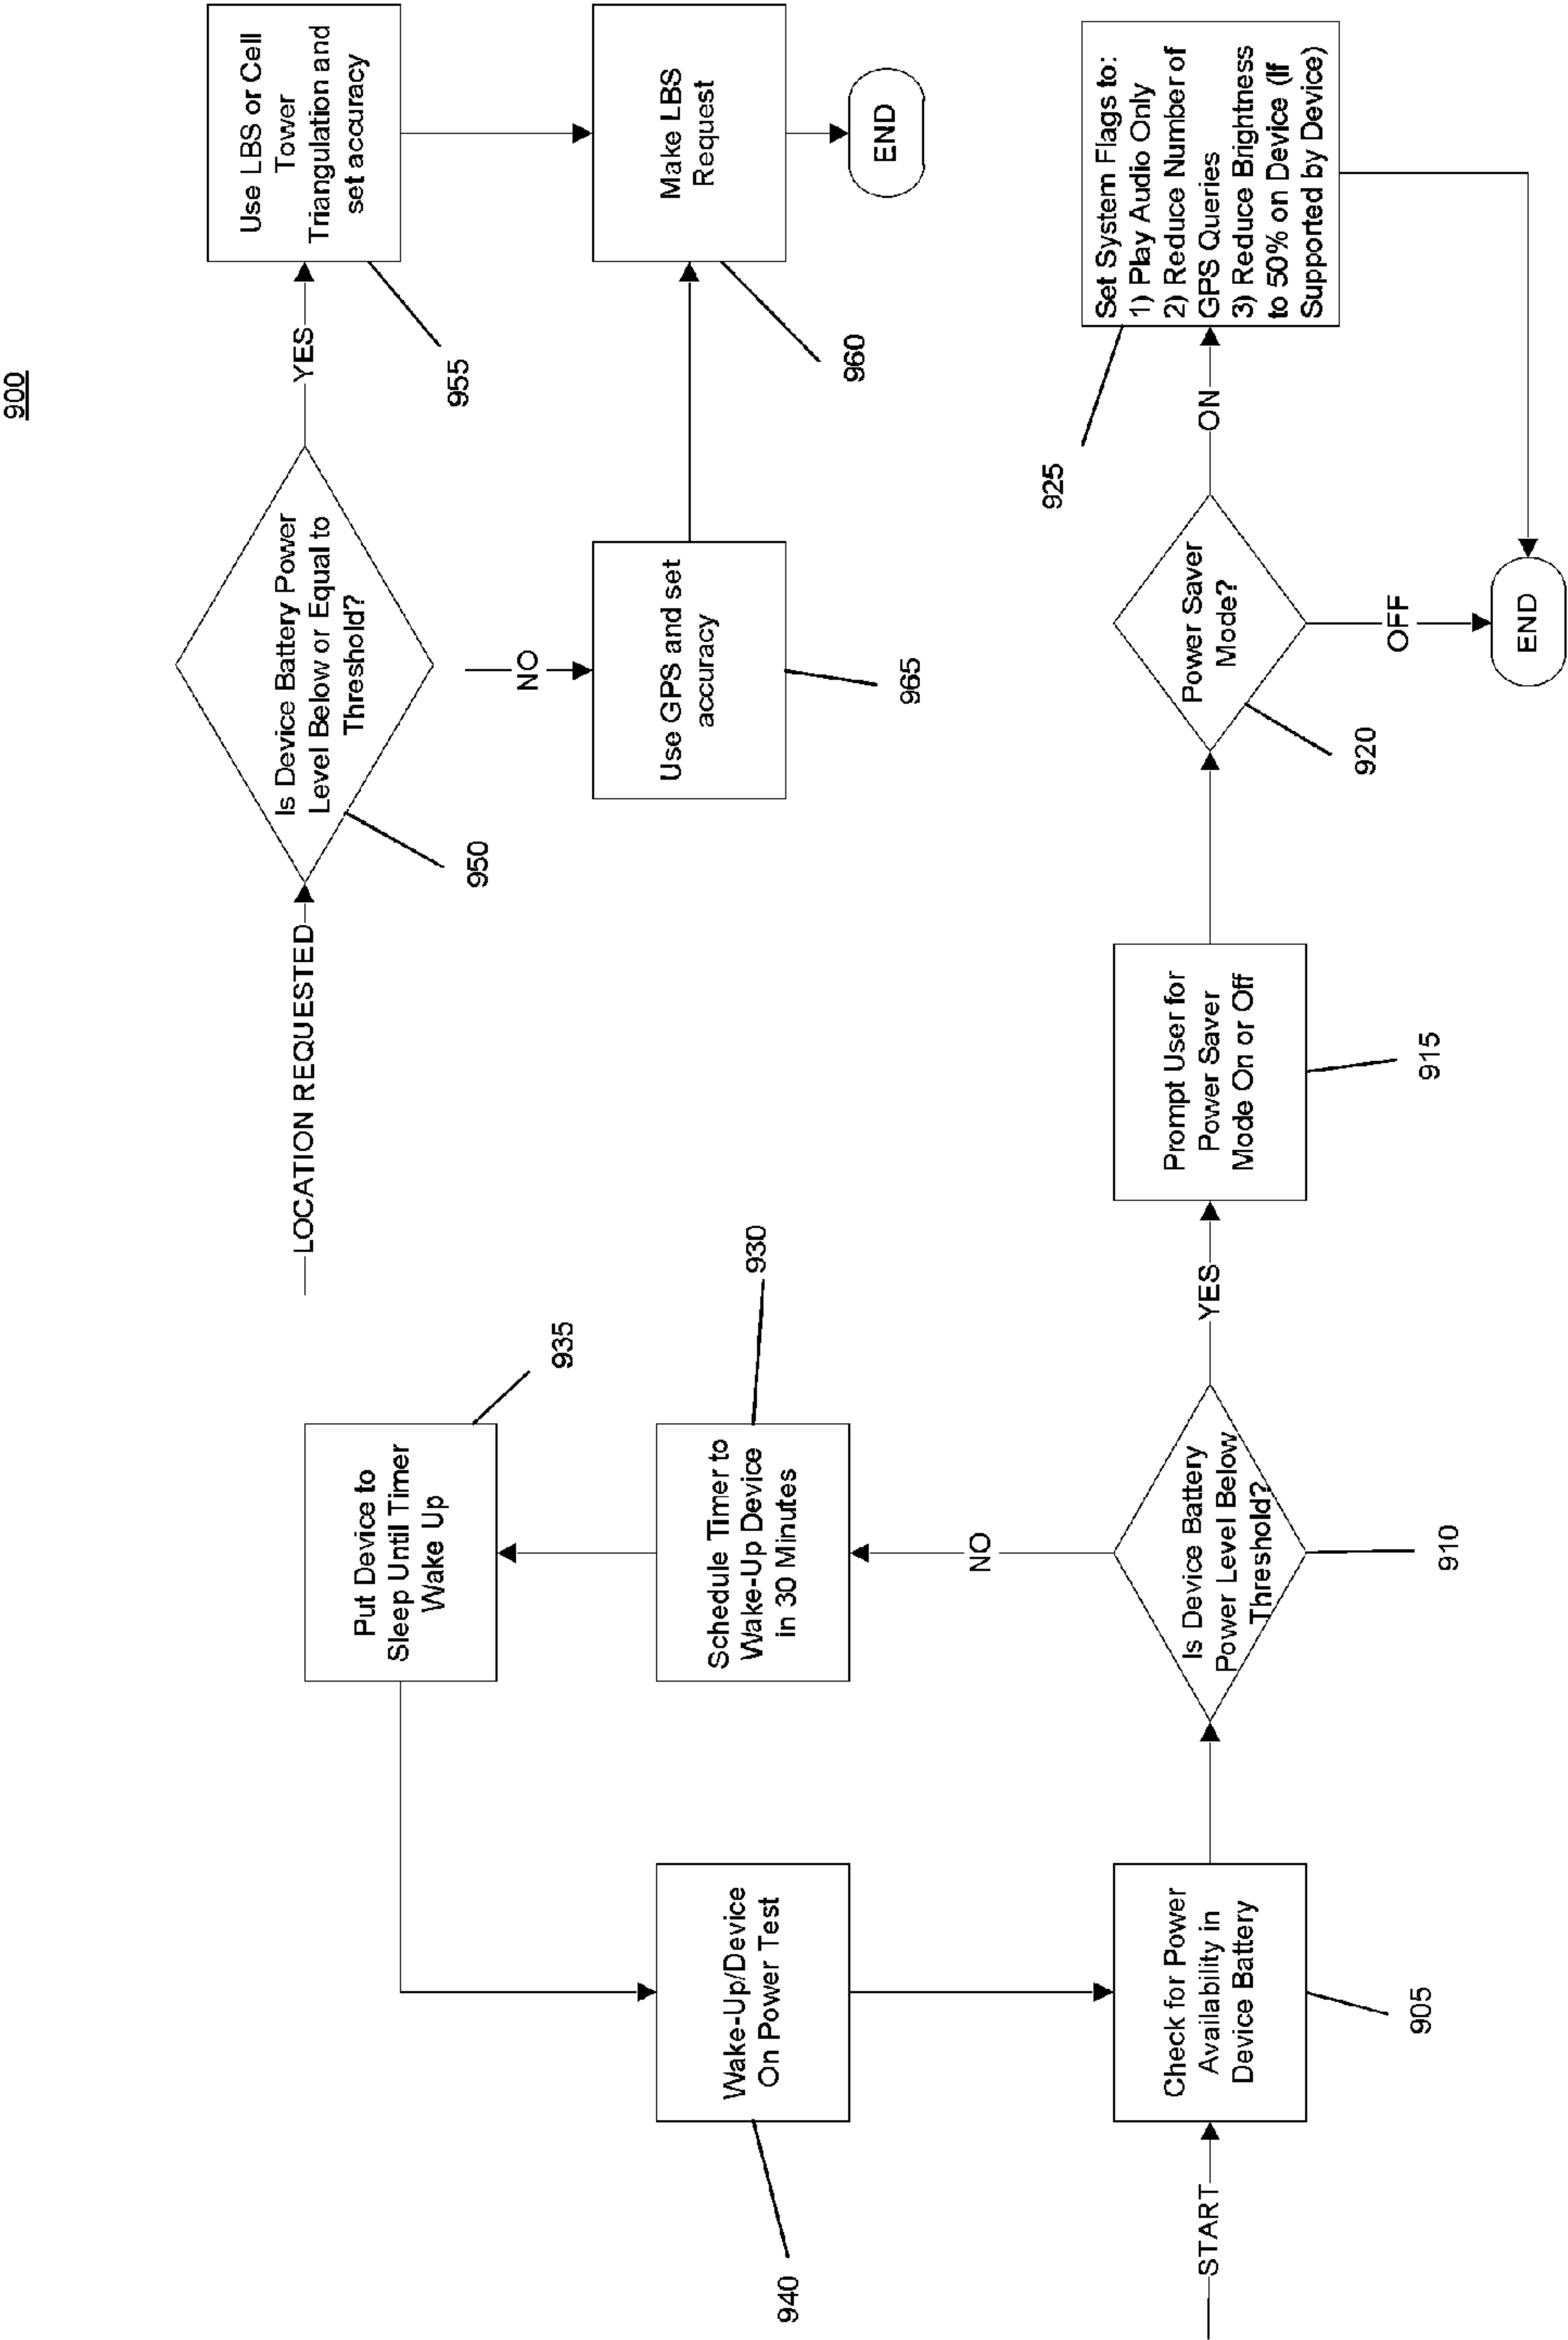 900
LOCATION REQUESTED
Is Device Battery Power
Level Below or Equal to
Threshold?
950
YES
Use LBS or Cell
Tower
Triangulation and
set accuracy
955
NO
Use GPS and set
accuracy
965
Make LBS
Request
960
END
Put Device to
Sleep Until Timer
Wake Up
935
Schedule Timer to
Wake-Up Device
in 30 Minutes
930
Wake-Up/Device
On Power Test
940
NO
START
Check for Power
Availability in
Device Battery
905
Is Device Battery
Power Level Below
Threshold?
910
YES
Prompt User for
Power Saver
Mode On or Off
915
Power Saver
Mode?
920
ON
Set System Flags to:
1) Play Audio Only
2) Reduce Number of
GPS Queries
3) Reduce Brightness
to 50% on Device (If
Supported by Device)
925
OFF
END